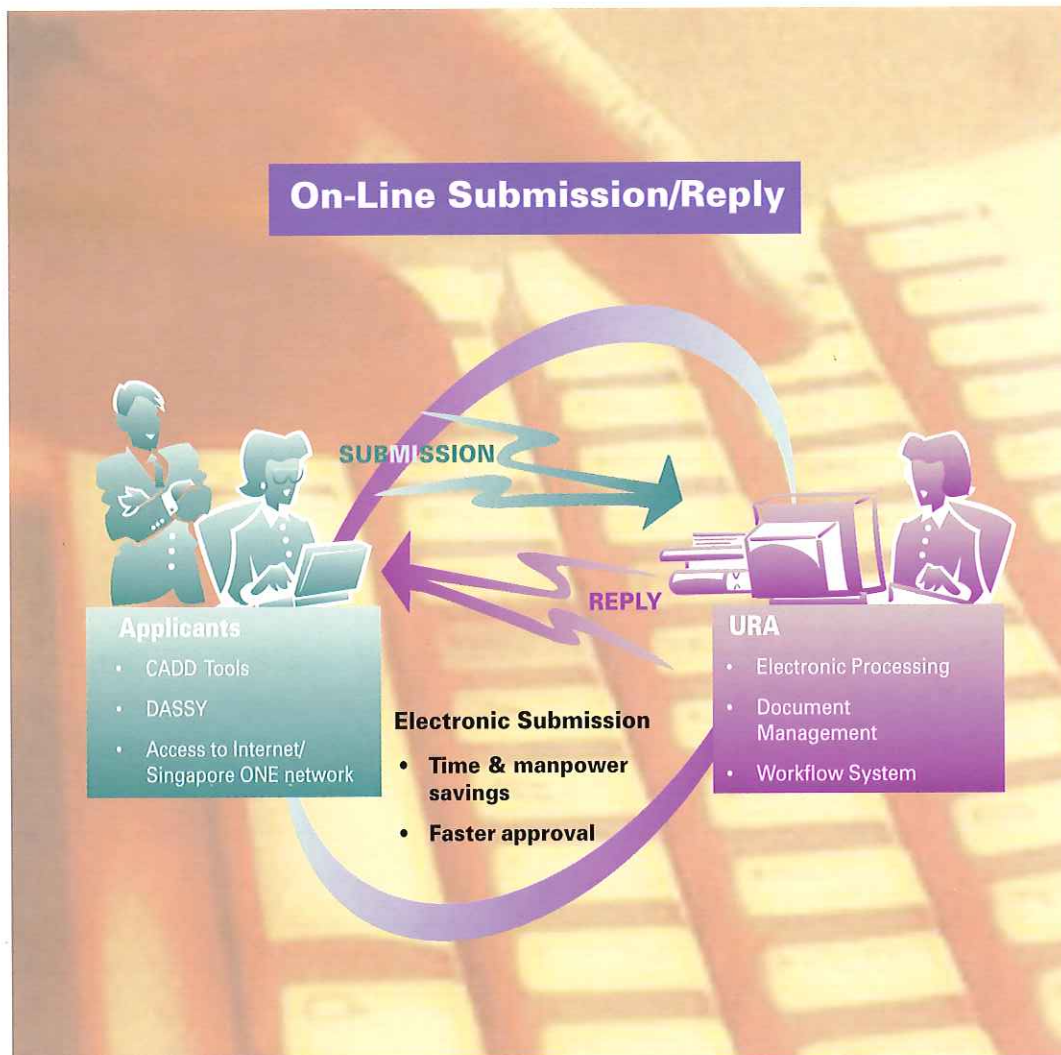 On-Line Submission/Reply
SUBMISSION
REPLY
Applicants
• CADD Tools
• DASSY
• Access to Internet/
Singapore ONE network
URA
• Electronic Processing
• Document
Management
• Workflow System
Electronic Submission
• Time & manpower
savings
• Faster approval